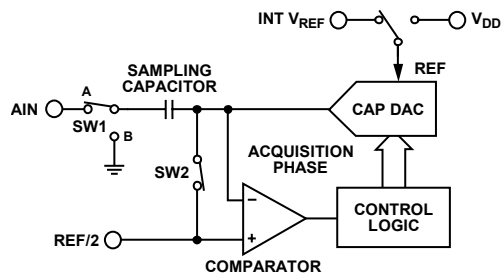 INT VREF
VDD
REF
SAMPLING
CAPACITOR
A
AIN
SW1
B
CAP DAC
ACQUISITION
PHASE
SW2
CONTROL
LOGIC
−
+
REF/2
COMPARATOR